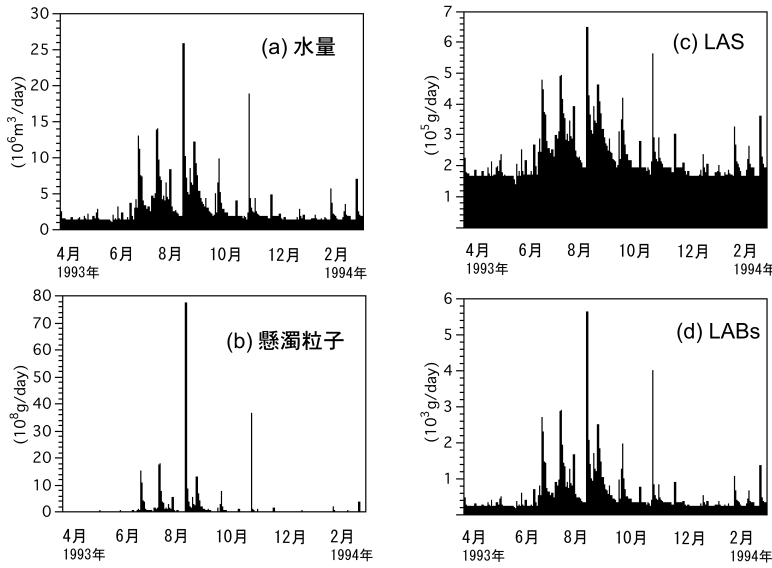 (a) 水量
(10⁶m³/day)
30
25
20
15
10
5
0
4月 6月 8月 10月 12月 2月
1993年 1994年
(c) LAS
(10⁵g/day)
7
6
5
4
3
2
1
4月 6月 8月 10月 12月 2月
1993年 1994年
(b) 懸濁粒子
(10⁸g/day)
80
70
60
50
40
30
20
10
0
4月 6月 8月 10月 12月 2月
1993年 1994年
(d) LABs
(10³g/day)
6
5
4
3
2
1
4月 6月 8月 10月 12月 2月
1993年 1994年